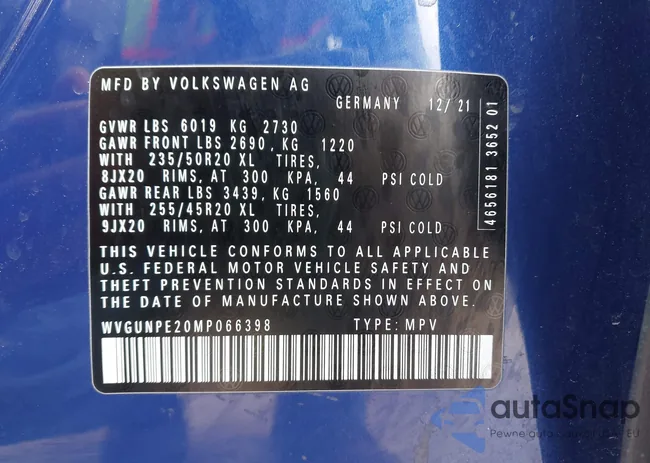 MFD BY VOLKSWAGEN AG
GERMANY 12/21
GVWR LBS 6019 KG 2730
GAWR FRONT LBS 2690, KG 1220
WITH 235/50R20 XL TIRES,
8JX20 RIMS, AT 300 KPA, 44 PSI COLD
GAWR REAR LBS 3439, KG 1560
WITH 255/45R20 XL TIRES,
9JX20 RIMS, AT 300 KPA, 44 PSI COLD
4656181 3652 01
THIS VEHICLE CONFORMS TO ALL APPLICABLE
U.S. FEDERAL MOTOR VEHICLE SAFETY AND
THEFT PREVENTION STANDARDS IN EFFECT ON
THE DATE OF MANUFACTURE SHOWN ABOVE.
WVGUNPE20MP066398 TYPE: MPV
autoSnap
Pewne auta
EU